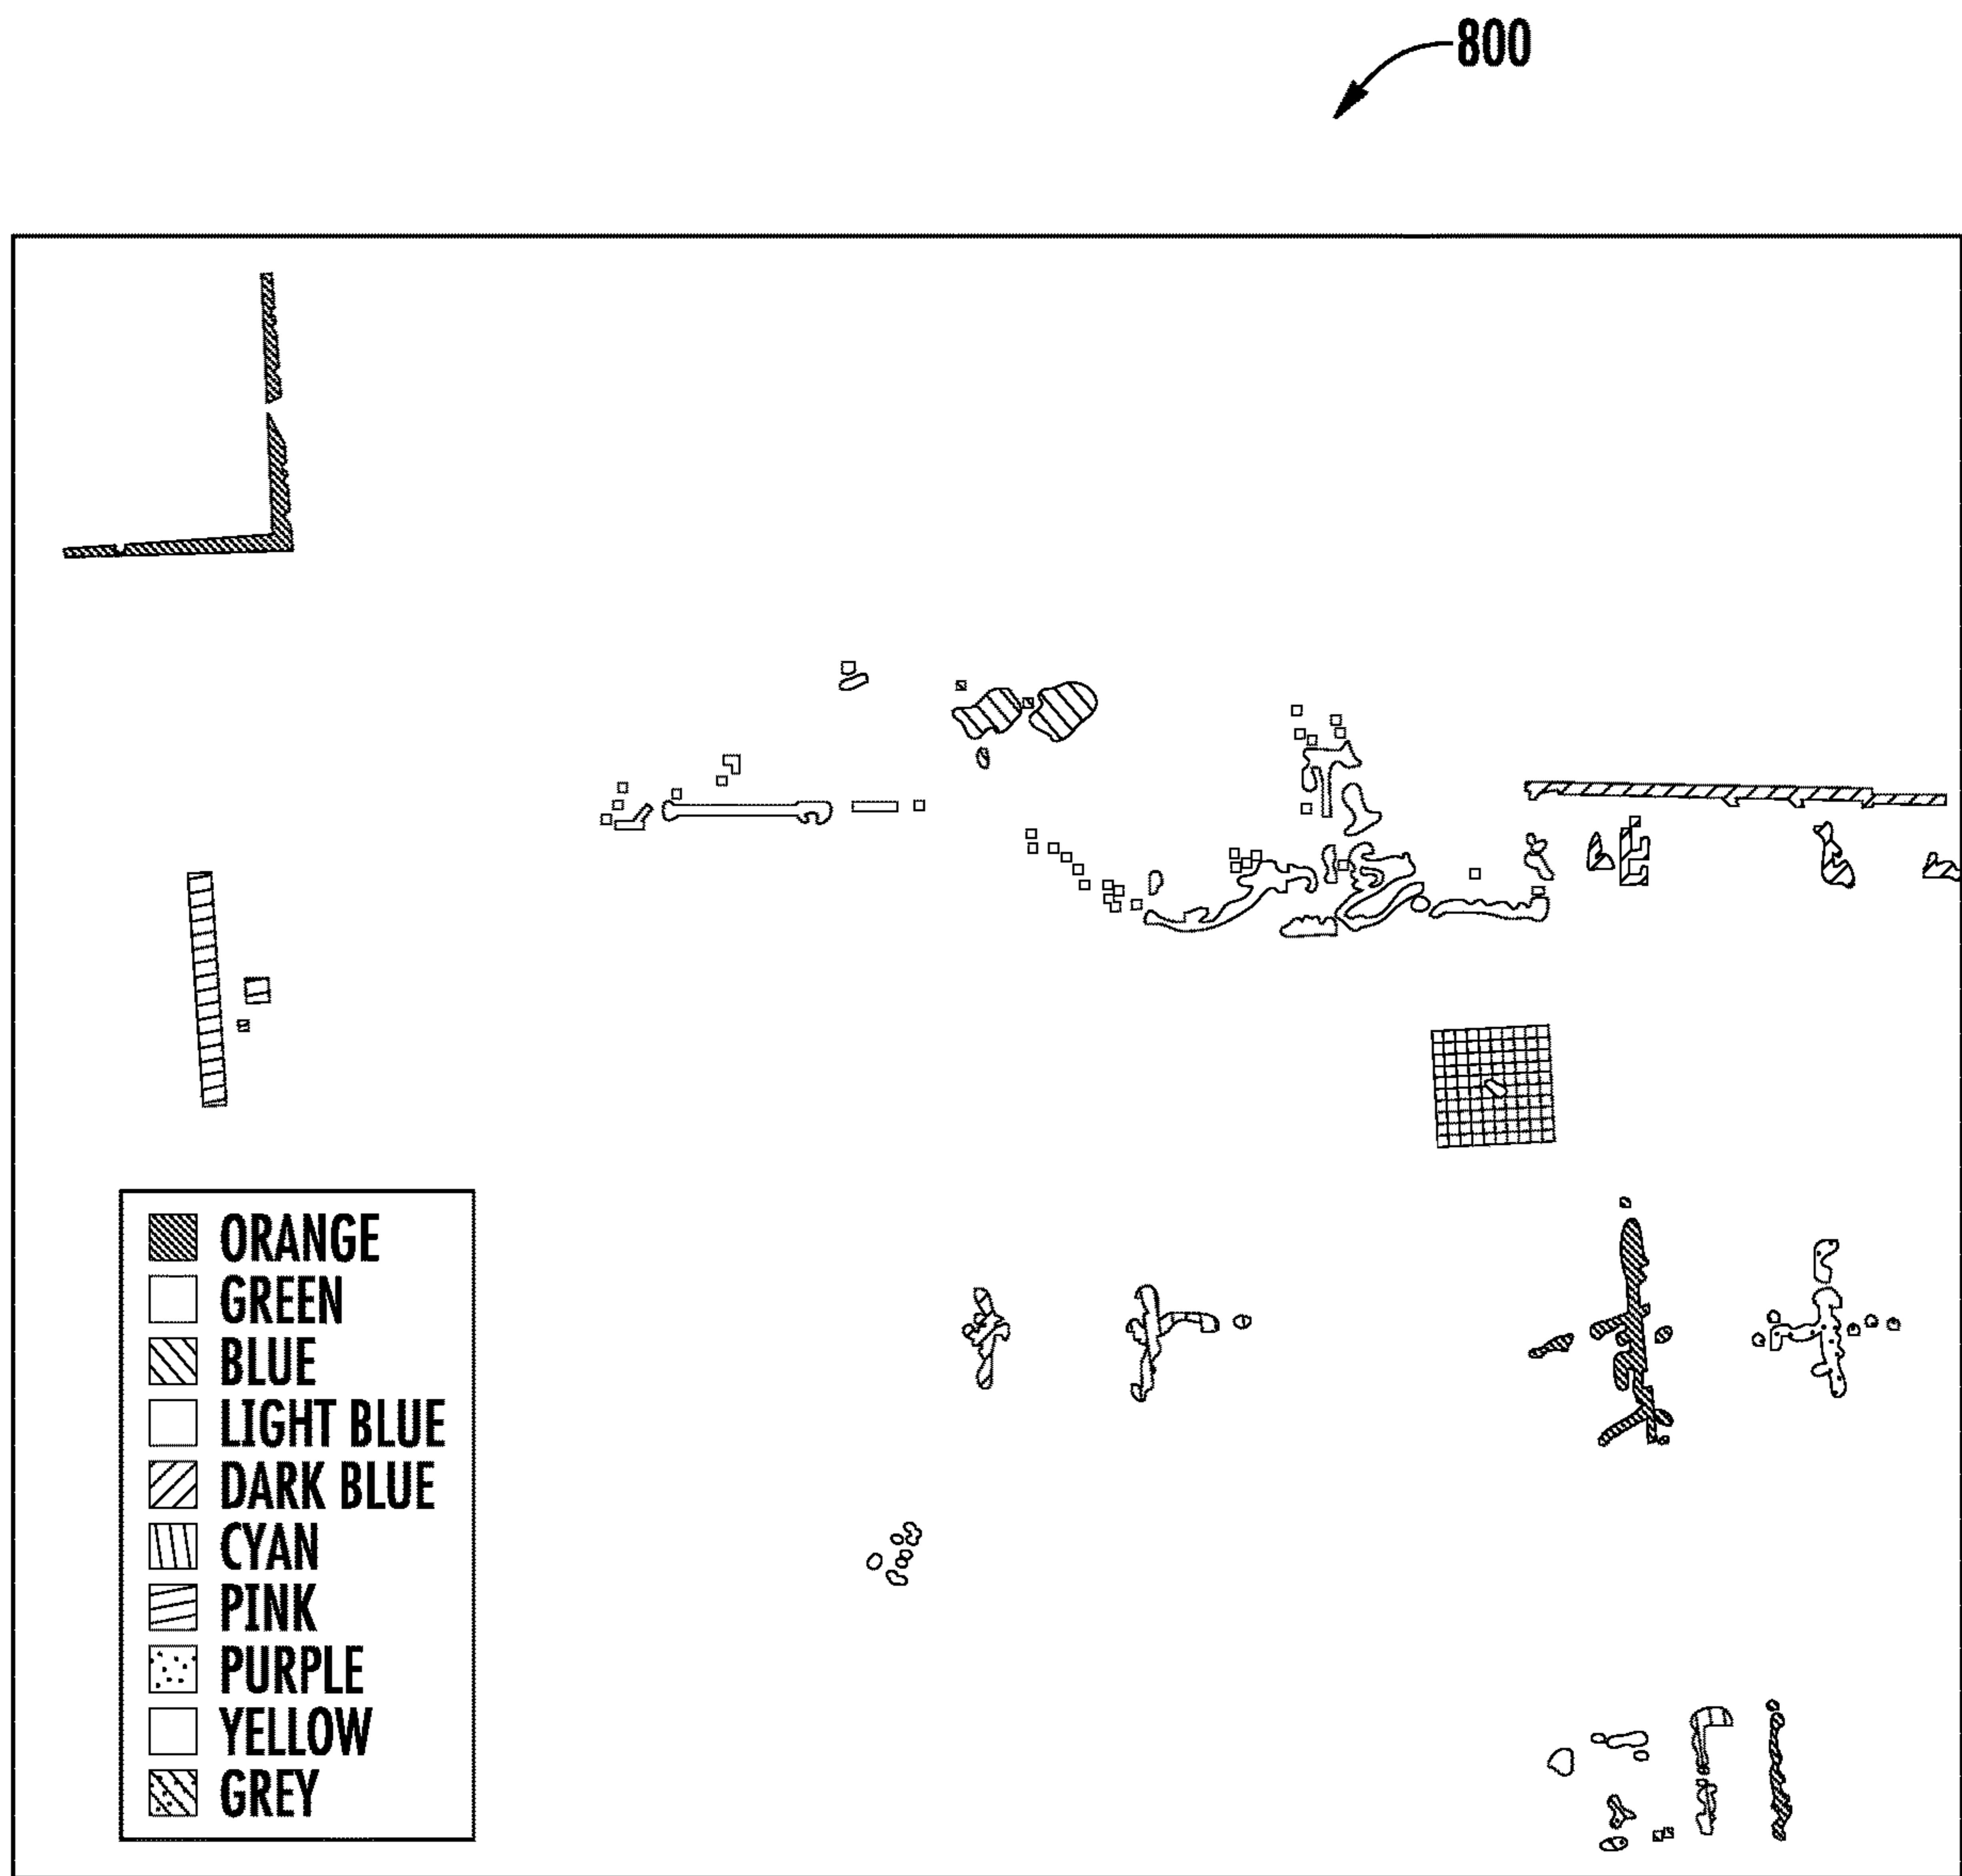 800
ORANGE
GREEN
BLUE
LIGHT BLUE
DARK BLUE
CYAN
PINK
PURPLE
YELLOW
GREY